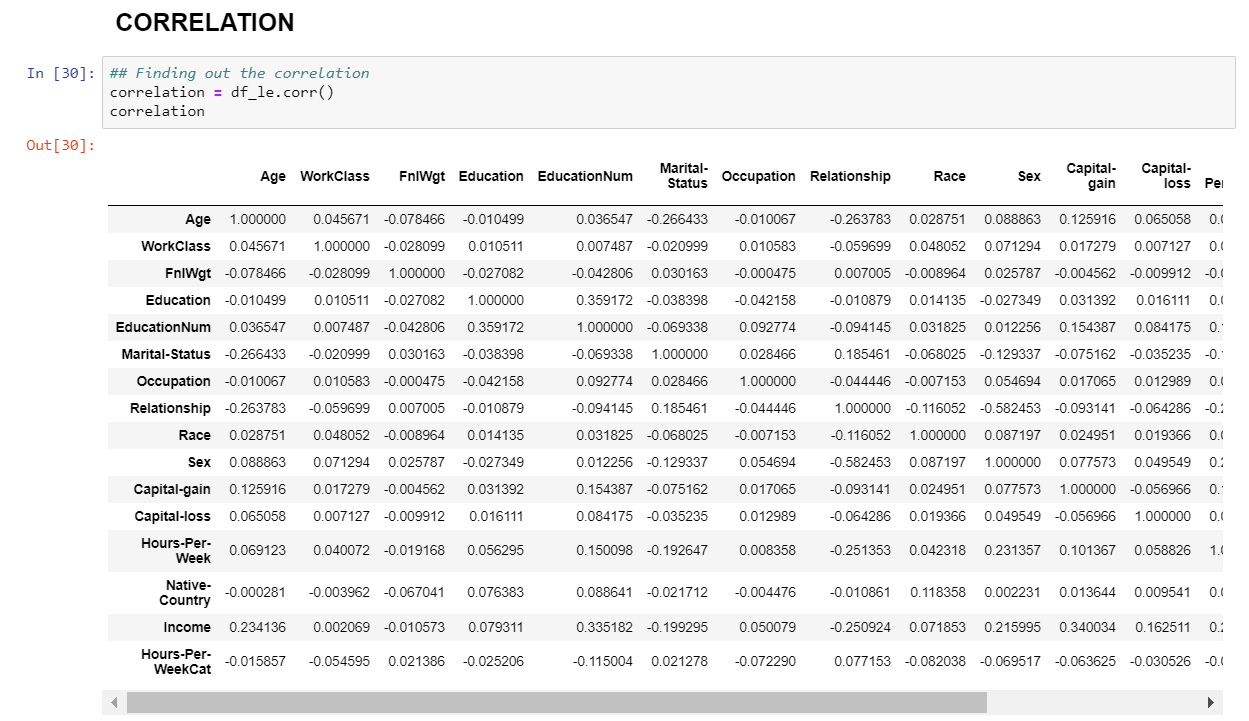 CORRELATION
In [30]: ## Finding out the correlation
correlation = df_le.corr()
correlation
Out[30]:
Age WorkClass FnlWgt Education EducationNum Marital-Status Occupation Relationship Race Sex Capital-gain Capital-loss
Age 1.000000 0.045671 -0.078466 -0.010499 0.036547 -0.266433 -0.010067 -0.263783 0.028751 0.088863 0.125916 0.065058
WorkClass 0.045671 1.000000 -0.028099 0.010511 0.007487 -0.020999 0.010583 -0.059699 0.048052 0.071294 0.017279 0.007127
FnlWgt -0.078466 -0.028099 1.000000 -0.027082 -0.042806 0.030163 -0.000475 0.007005 -0.008964 0.025787 -0.004562 -0.009912
Education -0.010499 0.010511 -0.027082 1.000000 0.359172 -0.038398 -0.042158 -0.010879 0.014135 -0.027349 0.031392 0.016111
EducationNum 0.036547 0.007487 -0.042806 0.359172 1.000000 -0.069338 0.092774 -0.094145 0.031825 0.012256 0.154387 0.084175
Marital-Status -0.266433 -0.020999 0.030163 -0.038398 -0.069338 1.000000 0.028466 0.185461 -0.068025 -0.129337 -0.075162 -0.035235
Occupation -0.010067 0.010583 -0.000475 -0.042158 0.092774 0.028466 1.000000 -0.044446 -0.007153 0.054694 0.017065 0.012989
Relationship -0.263783 -0.059699 0.007005 -0.010879 -0.094145 0.185461 -0.044446 1.000000 -0.116052 -0.582453 -0.093141 -0.064286
Race 0.028751 0.048052 -0.008964 0.014135 0.031825 -0.068025 -0.007153 -0.116052 1.000000 0.087197 0.024951 0.019366
Sex 0.088863 0.071294 0.025787 -0.027349 0.012256 -0.129337 0.054694 -0.582453 0.087197 1.000000 0.077573 0.049549
Capital-gain 0.125916 0.017279 -0.004562 0.031392 0.154387 -0.075162 0.017065 -0.093141 0.024951 0.077573 1.000000 -0.056966
Capital-loss 0.065058 0.007127 -0.009912 0.016111 0.084175 -0.035235 0.012989 -0.064286 0.019366 0.049549 -0.056966 1.000000
Hours-Per-Week 0.069123 0.040072 -0.019168 0.056295 0.150098 -0.192647 0.008358 -0.251353 0.042318 0.231357 0.101367 0.058826
Native-Country -0.000281 -0.003962 -0.067041 0.076383 0.088641 -0.021712 -0.004476 -0.010861 0.118358 0.002231 0.013644 0.009541
Income 0.234136 0.002069 -0.010573 0.079311 0.335182 -0.199295 0.050079 -0.250924 0.071853 0.215995 0.340034 0.162511
Hours-Per-WeekCat -0.015857 -0.054595 0.021386 -0.025206 -0.115004 0.021278 -0.072290 0.077153 -0.082038 -0.069517 -0.063625 -0.030526